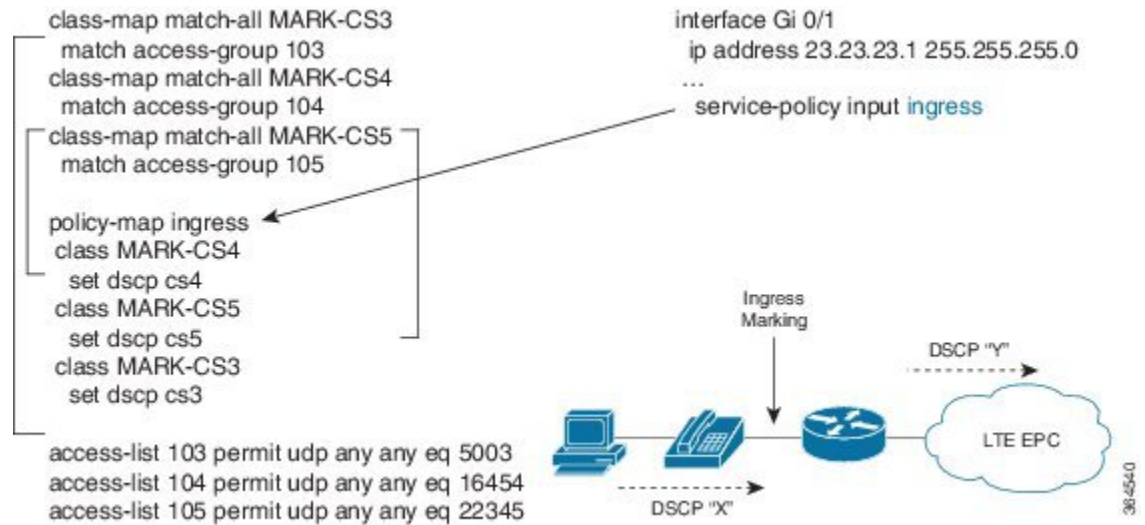 class-map match-all MARK-CS3
match access-group 103
class-map match-all MARK-CS4
match access-group 104
class-map match-all MARK-CS5
match access-group 105
policy-map ingress
class MARK-CS4
set dscp cs4
class MARK-CS5
set dscp cs5
class MARK-CS3
set dscp cs3
access-list 103 permit udp any any eq 5003
access-list 104 permit udp any any eq 16454
access-list 105 permit udp any any eq 22345
interface Gi 0/1
ip address 23.23.23.1 255.255.255.0
...
service-policy input ingress
Ingress
Marking
DSCP "Y"
LTE EPC
DSCP "X"
364540